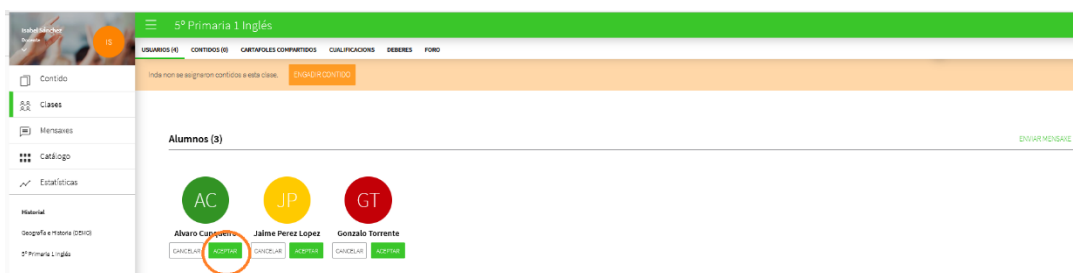 Isabel Sánchez
Docente
IS
5º Primaria 1 Inglés
USUARIOS (4) CONTIDOS (0) CARTAFOLES COMPARTIDOS CUALIFICACIONS DEBERES FORO
Inda non se asignaron contidos a esta clase. ENGADIR CONTIDO
Contido
Clases
Mensaxes
Catálogo
Estatísticas
Historial
Geografía e Historia (DEMO)
5º Primaria 1 Inglés
Alumnos (3)
ENVIAR MENSAXE
AC JP GT
Alvaro Cunqueiro Jaime Perez Lopez Gonzalo Torrente
CANCELAR ACEPTAR CANCELAR ACEPTAR CANCELAR ACEPTAR